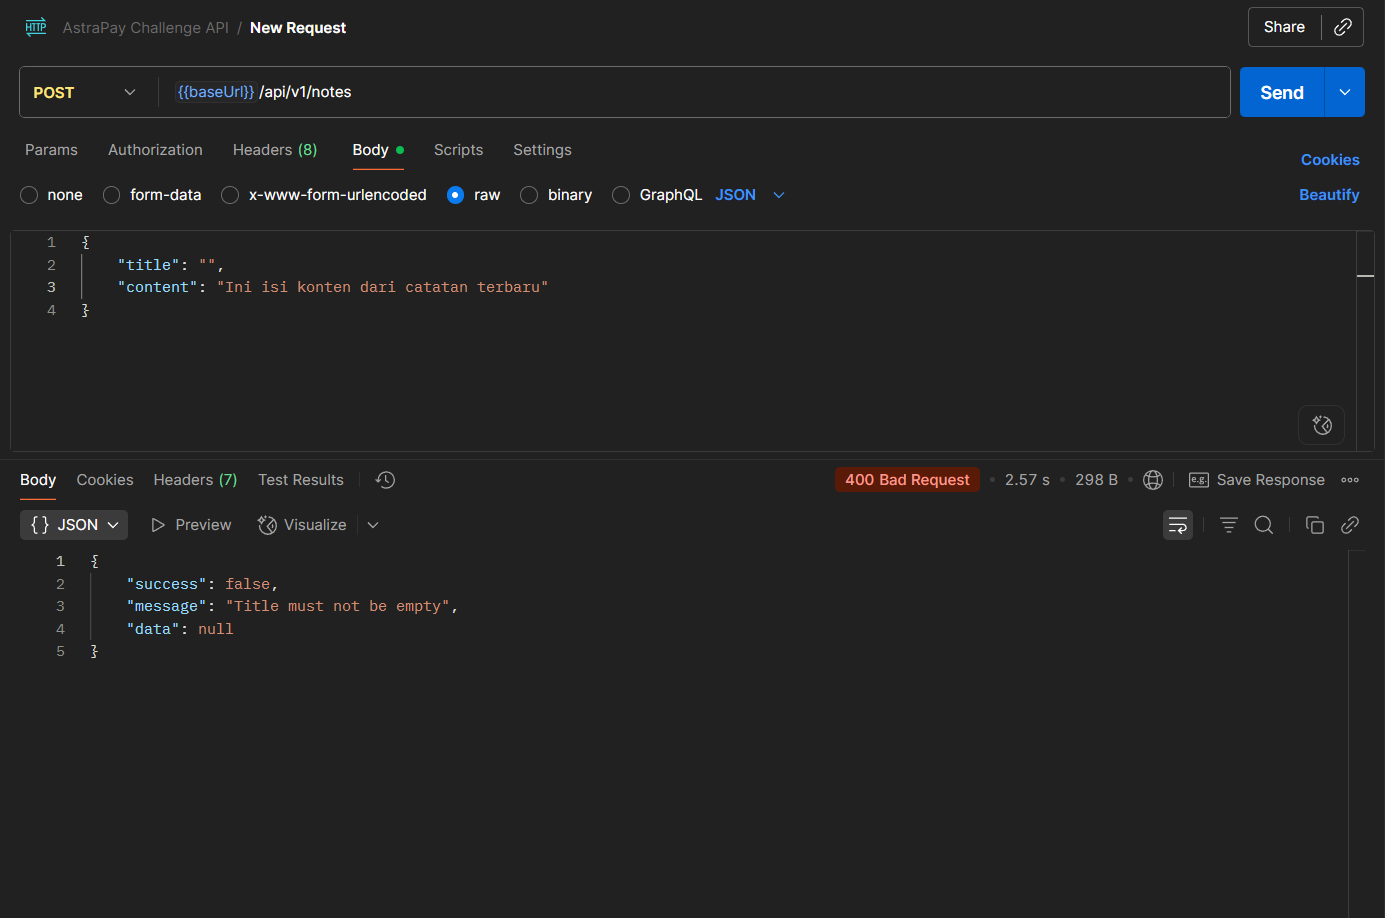 HTTP AstraPay Challenge API / New Request
Share
POST {{baseUrl}} /api/v1/notes
Send
Params Authorization Headers (8) Body Scripts Settings
Cookies
none form-data x-www-form-urlencoded raw binary GraphQL JSON
Beautify
1 {
2 "title": "",
3 "content": "Ini isi konten dari catatan terbaru"
4 }
Body Cookies Headers (7) Test Results
400 Bad Request • 2.57 s • 298 B • e.g. Save Response
{} JSON Preview Visualize
1 {
2 "success": false,
3 "message": "Title must not be empty",
4 "data": null
5 }